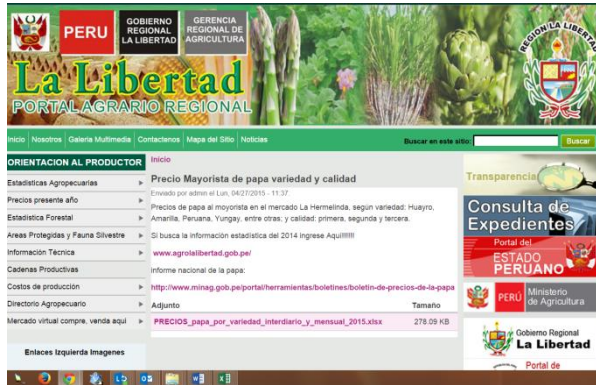 PERU
GOBIERNO
REGIONAL
LA LIBERTAD
GERENCIA
REGIONAL DE
AGRICULTURA
REGION LA LIBERTAD
La Libertad
PORTAL AGRARIO REGIONAL
Inicio Nosotros Galeria Multimedia Contactenos Mapa del Sitio Noticias
Buscar en este sitio:
Buscar
ORIENTACION AL PRODUCTOR
Estadísticas Agropecuarias
Precios presente año
Estadística Forestal
Areas Protegidas y Fauna Silvestre
Información Técnica
Cadenas Productivas
Costos de producción
Directorio Agropecuario
Mercado virtual compre, venda aqui
Enlaces Izquierda Imagenes
Inicio
Precio Mayorista de papa variedad y calidad
Enviado por admin el Lun, 04/27/2015 - 11:37.
Precios de papa al moyorista en el mercado La Hermelinda, según variedad: Huayro,
Amarilla, Peruana, Yungay, entre otras; y calidad: primera, segunda y tercera.
Si busca la información estadística del 2014 ingrese Aqui!!!!!!!
www.agrolalibertad.gob.pe/
informe nacional de la papa:
http://www.minag.gob.pe/portal/herramientas/boletines/boletin-de-precios-de-la-papa
Adjunto Tamaño
PRECIOS_papa_por_variedad_interdiario_y_mensual_2015.xlsx 278.09 KB
Transparencia
Consulta de
Expedientes
Portal del
ESTADO
PERUANO
PERÚ
Ministerio
de Agricultura
Gobierno Regional
La Libertad
Portal de